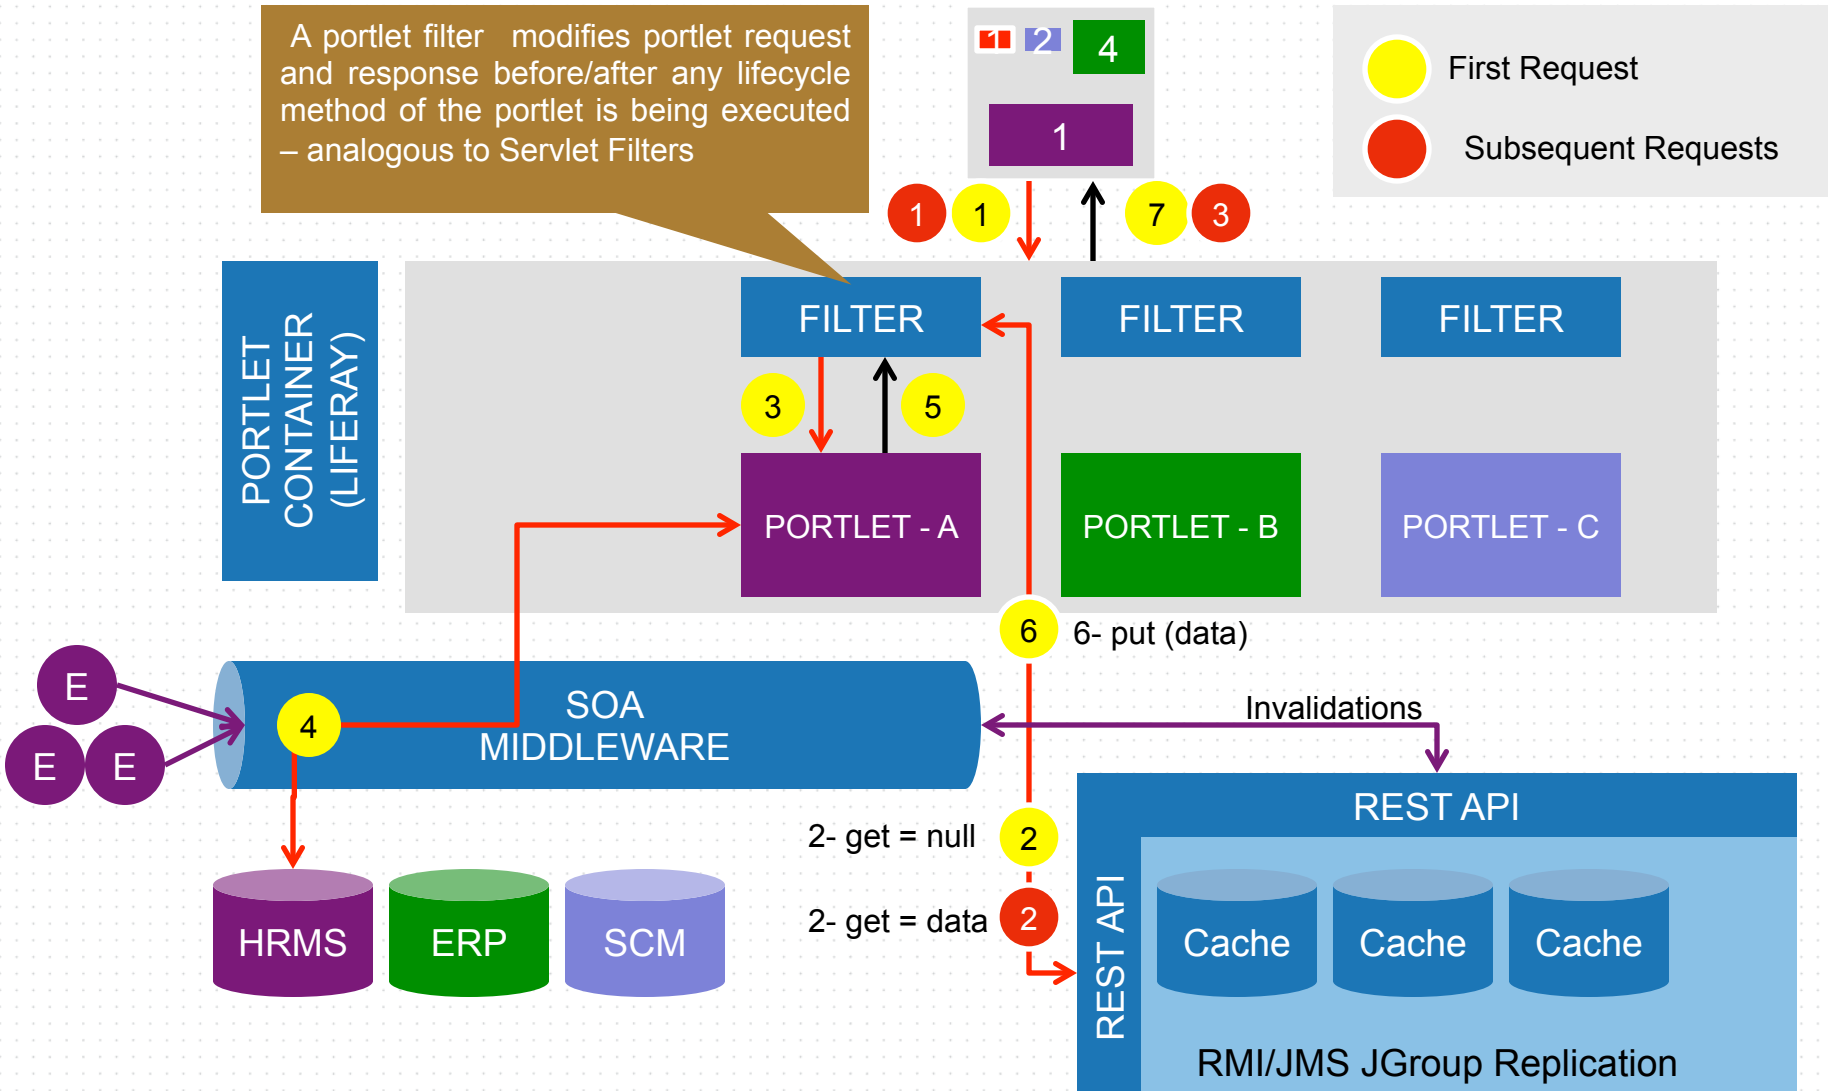 A portlet filter modifies portlet request
and response before/after any lifecycle
method of the portlet is being executed
– analogous to Servlet Filters
1
2
4
1
First Request
Subsequent Requests
1
1
7
3
PORTLET
CONTAINER
(LIFERAY)
FILTER
FILTER
FILTER
3
5
PORTLET - A
PORTLET - B
PORTLET - C
6
6- put (data)
E
E
E
4
SOA
MIDDLEWARE
Invalidations
2- get = null
2
2- get = data
2
HRMS
ERP
SCM
REST API
REST API
Cache
Cache
Cache
RMI/JMS JGroup Replication